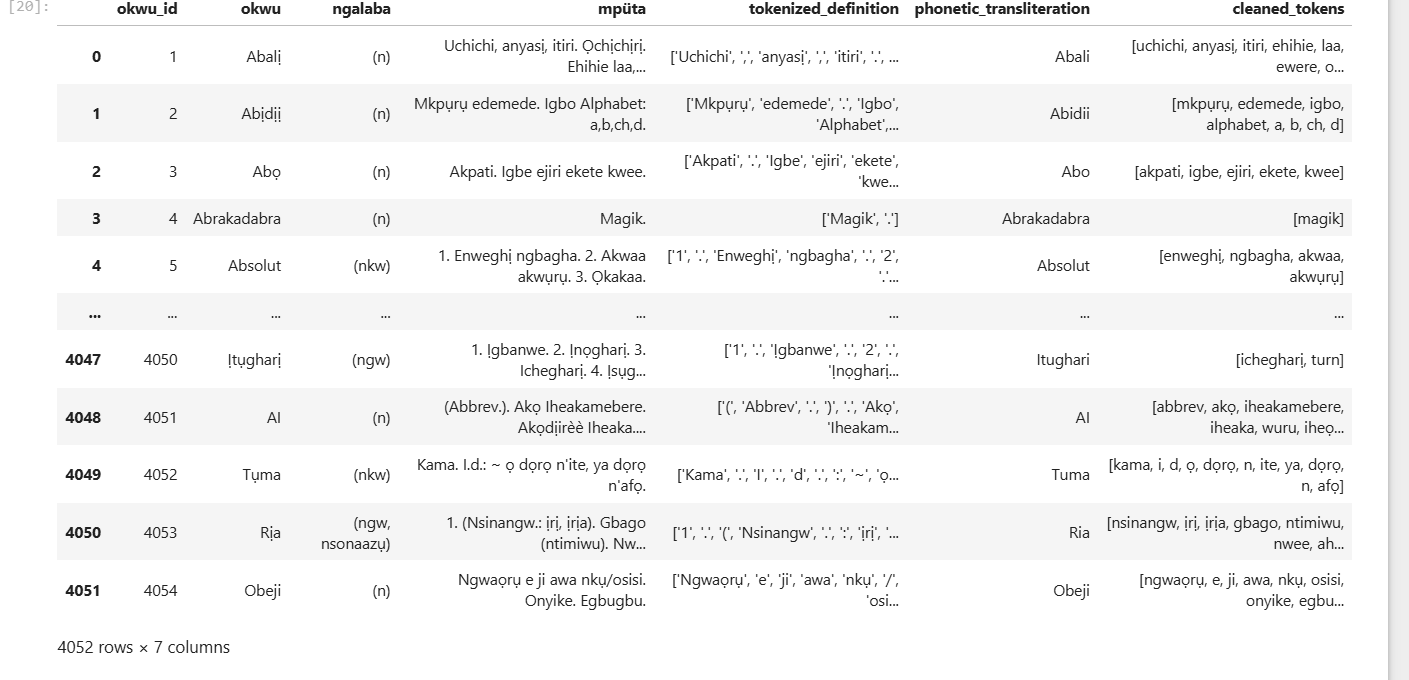 [20]:
okwu_id okwu ngalaba mpụta tokenized_definition phonetic_transliteration cleaned_tokens
0 1 Abalị (n) Uchichi, anyasị, itiri. Ọchịchịrị. Ehihie laa,... ['Uchichi', ',', 'anyasị', ',', 'itiri', '.', ... Abali [uchichi, anyasị, itiri, ehihie, laa, ewere, o...
1 2 Abịdịị (n) Mkpụrụ edemede. Igbo Alphabet: a,b,ch,d. ['Mkpụrụ', 'edemede', '.', 'Igbo', 'Alphabet',... Abidii [mkpụrụ, edemede, igbo, alphabet, a, b, ch, d]
2 3 Abọ (n) Akpati. Igbe ejiri ekete kwee. ['Akpati', '.', 'Igbe', 'ejiri', 'ekete', 'kwe... Abo [akpati, igbe, ejiri, ekete, kwee]
3 4 Abrakadabra (n) Magik. ['Magik', '.'] Abrakadabra [magik]
4 5 Absolut (nkw) 1. Enweghị ngbagha. 2. Akwaa akwụrụ. 3. Ọkakaa. ['1', '.', 'Enweghị', 'ngbagha', '.', '2', '.'... Absolut [enweghị, ngbagha, akwaa, akwụrụ]
... ... ... ... ... ... ... ...
4047 4050 Ịtụgharị (ngw) 1. Ịgbanwe. 2. Ịnọgharị. 3. Ichegharị. 4. Ịsụg... ['1', '.', 'Ịgbanwe', '.', '2', '.', 'Ịnọgharị... Itughari [ichegharị, turn]
4048 4051 AI (n) (Abbrev.). Akọ Iheakamebere. Akọdịirèè Iheaka.... ['(', 'Abbrev', '.', ')', '.', 'Akọ', 'Iheakam... AI [abbrev, akọ, iheakamebere, iheaka, wuru, iheọ...
4049 4052 Tụma (nkw) Kama. I.d.: ~ ọ dọrọ n'ite, ya dọrọ n'afọ. ['Kama', '.', 'I', '.', 'd', '.', ':', '~', 'ọ... Tuma [kama, i, d, ọ, dọrọ, n, ite, ya, dọrọ, n, afọ]
4050 4053 Rịa (ngw, nsonaazụ) 1. (Nsinangw.: ịrị, ịrịa). Gbago (ntimiwu). Nw... ['1', '.', '(', 'Nsinangw', '.', ':', 'ịrị', '... Ria [nsinangw, ịrị, ịrịa, gbago, ntimiwu, nwee, ah...
4051 4054 Obeji (n) Ngwaọrụ e ji awa nkụ/osisi. Onyike. Egbugbu. ['Ngwaọrụ', 'e', 'ji', 'awa', 'nkụ', '/', 'osi... Obeji [ngwaọrụ, e, ji, awa, nkụ, osisi, onyike, egbu...
4052 rows × 7 columns